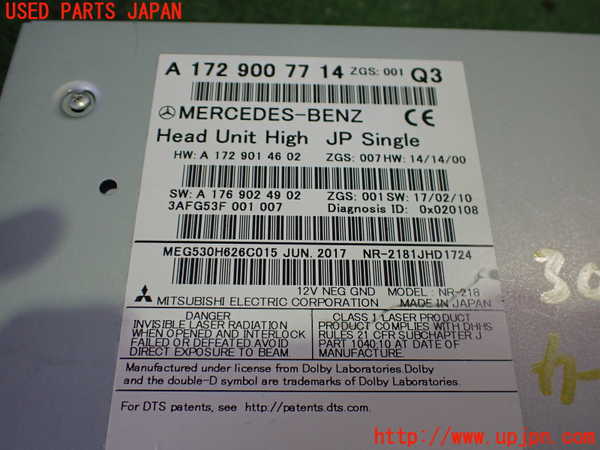 USED PARTS JAPAN
A 172 900 77 14 ZGS: 001 Q3
MERCEDES-BENZ CE
Head Unit High JP Single
HW: A 172 901 46 02 ZGS: 007 HW: 14/14/00
SW: A 176 902 49 02 ZGS: 001 SW: 17/02/10
3AFG53F 001 007 Diagnosis ID: 0x020108
MEG530H626C015 JUN. 2017 NR-2181JHD1724
12V NEG GND MODEL: NR-218
MITSUBISHI ELECTRIC CORPORATION MADE IN JAPAN
DANGER
INVISIBLE LASER RADIATION
WHEN OPENED AND INTERLOCK
FAILED OR DEFEATED.AVOID
DIRECT EXPOSURE TO BEAM
CLASS 1 LASER PRODUCT
PRODUCT COMPLIES WITH DHHS
RULES 21 CFR SUBCHAPTER J
PART 1040:10 AT DATE OF
MANUFACTURE.
Manufactured under license from Dolby Laboratories.Dolby
and the double-D symbol are trademarks of Dolby Laboratories.
For DTS patents, see http://patents.dts.com.
30
カー
http://www.upjpn.com/